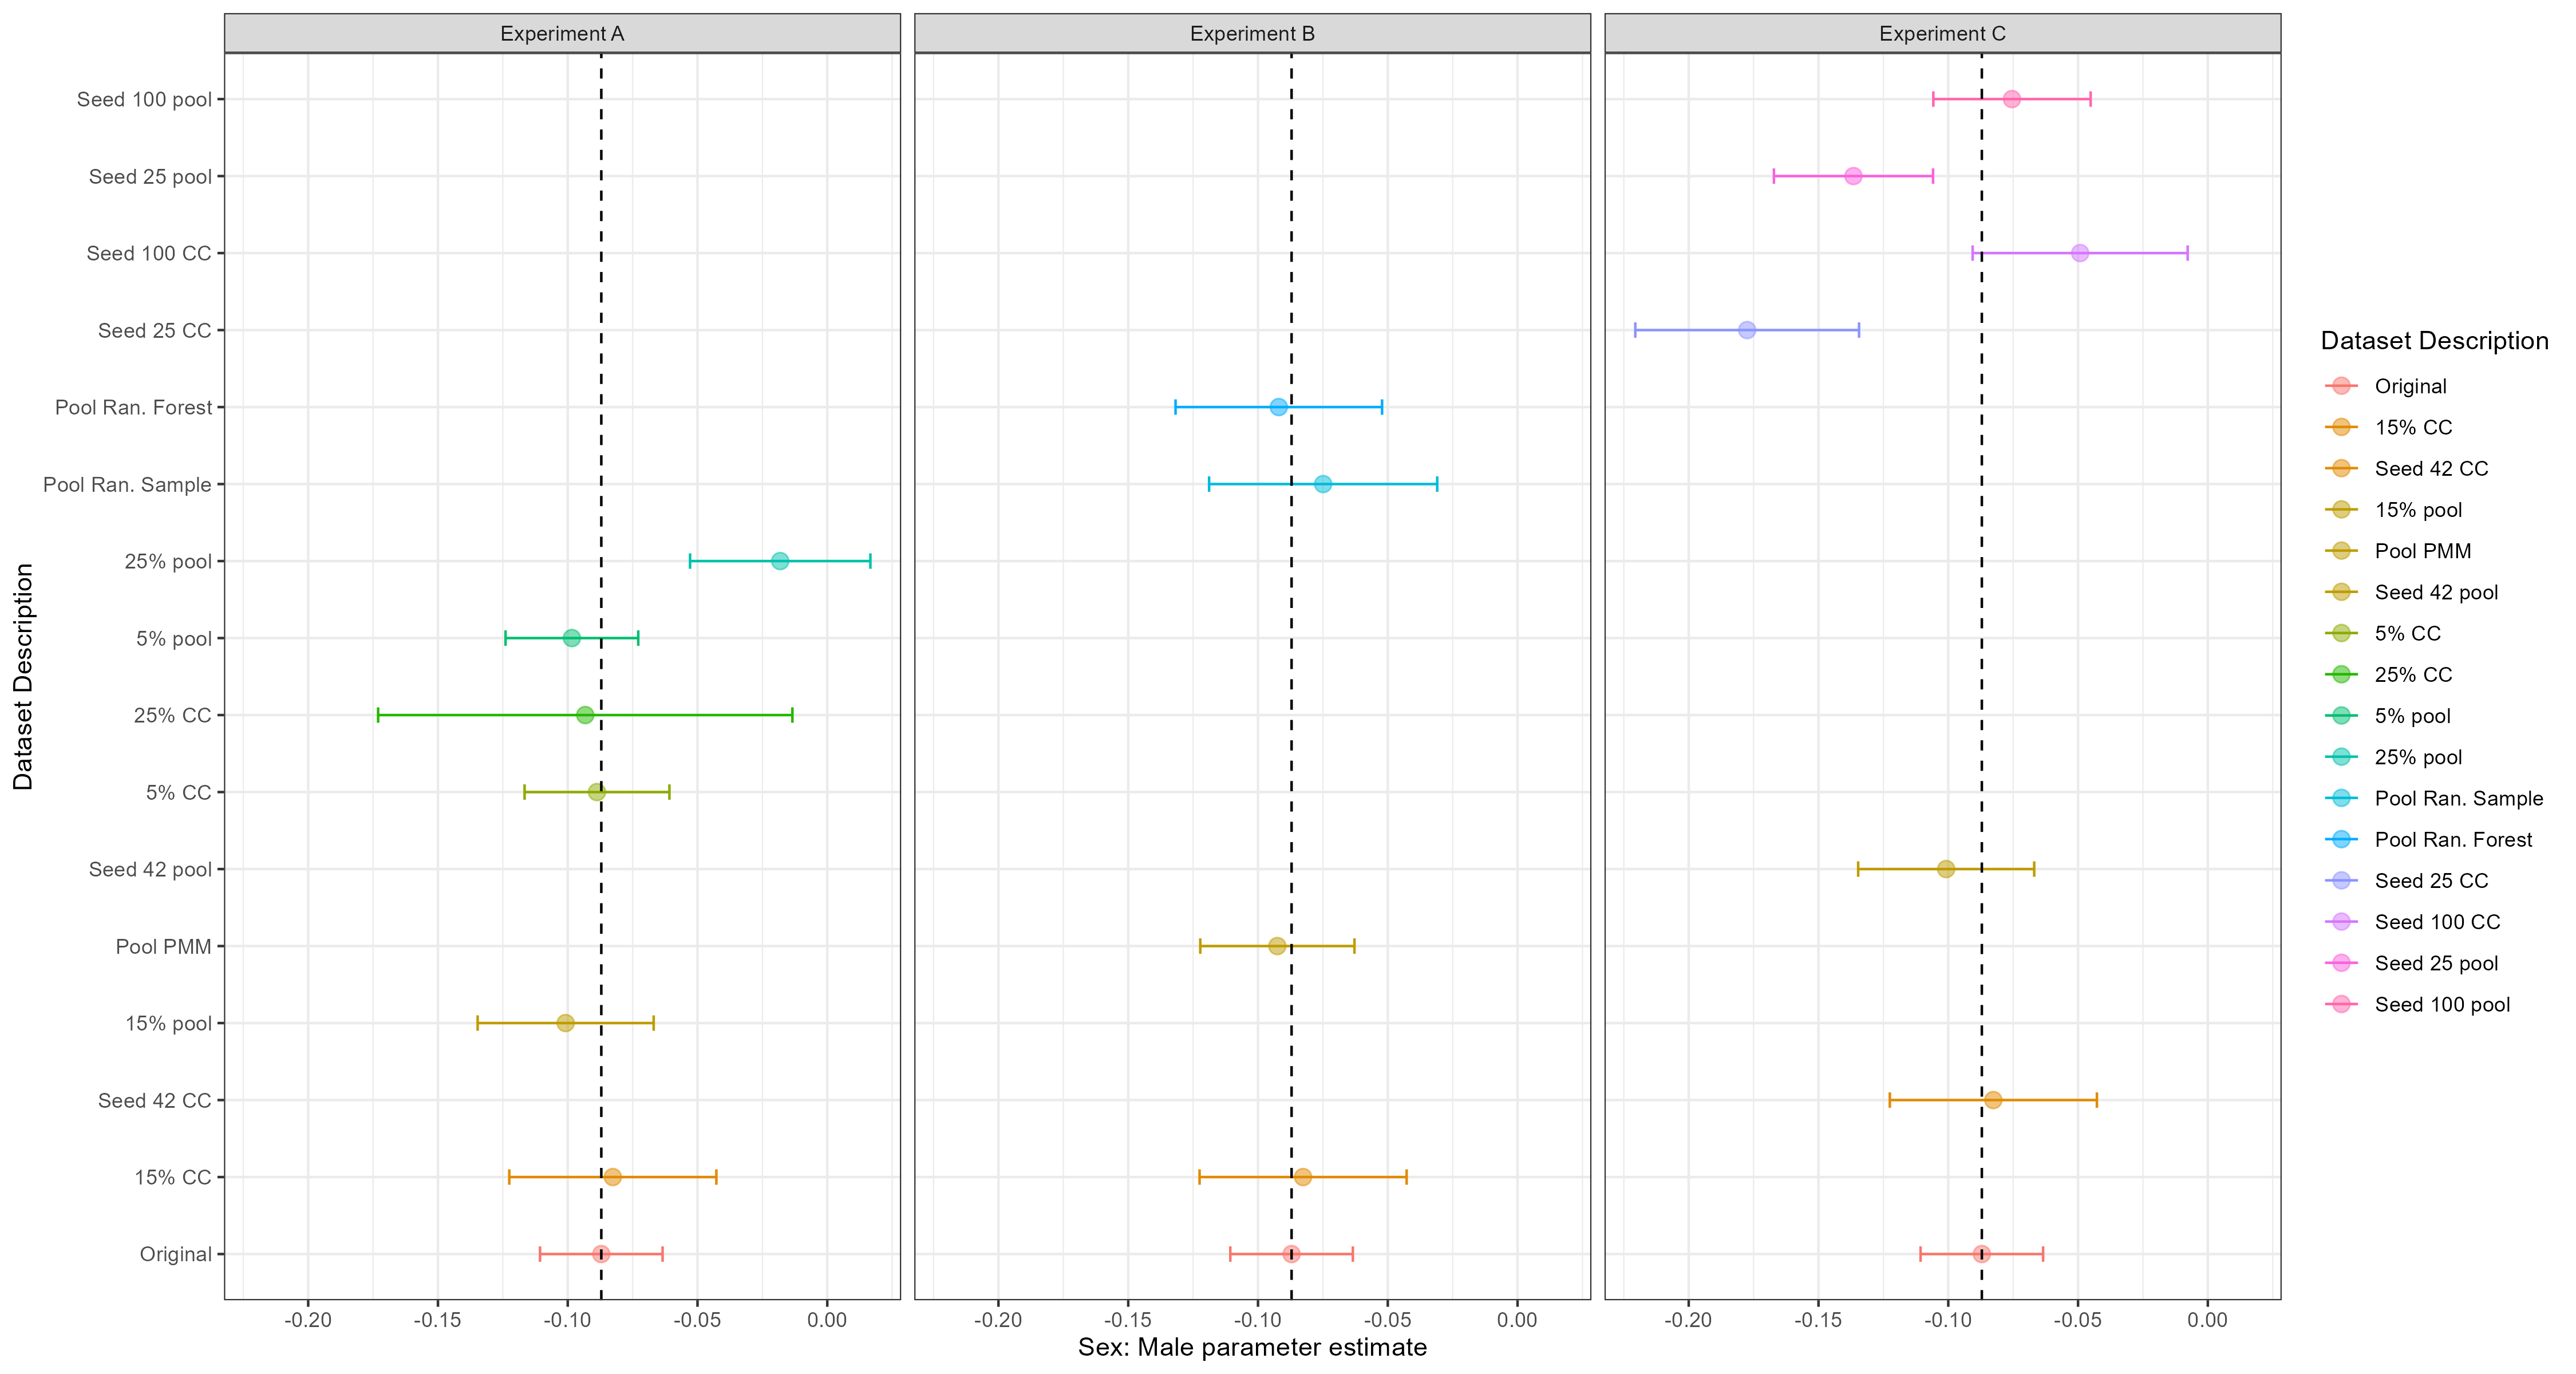 Experiment A
Experiment B
Experiment C
Dataset Description
Seed 100 pool
Seed 25 pool
Seed 100 CC
Seed 25 CC
Pool Ran. Forest
Pool Ran. Sample
25% pool
5% pool
25% CC
5% CC
Seed 42 pool
Pool PMM
15% pool
Seed 42 CC
15% CC
Original
-0.20 -0.15 -0.10 -0.05 0.00
-0.20 -0.15 -0.10 -0.05 0.00
-0.20 -0.15 -0.10 -0.05 0.00
Sex: Male parameter estimate
Dataset Description
Original
15% CC
Seed 42 CC
15% pool
Pool PMM
Seed 42 pool
5% CC
25% CC
5% pool
25% pool
Pool Ran. Sample
Pool Ran. Forest
Seed 25 CC
Seed 100 CC
Seed 25 pool
Seed 100 pool